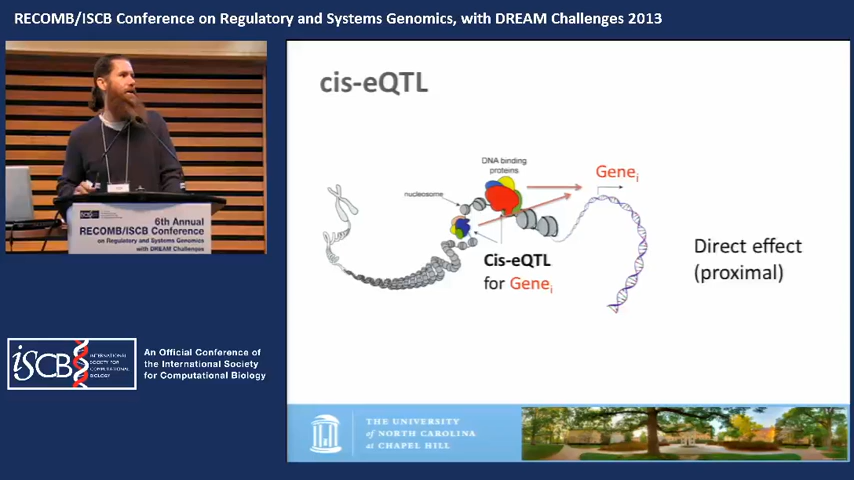 RECOMB/ISCB Conference on Regulatory and Systems Genomics, with DREAM Challenges 2013
6th Annual
RECOMB/ISCB Conference
on Regulatory and Systems Genomics
with DREAM Challenges
iSCB
INTERNATIONAL
SOCIETY FOR
COMPUTATIONAL
BIOLOGY
An Official Conference of
the International Society
for Computational Biology
cis-eQTL
DNA binding
proteins
nucleosome
Genei
Cis-eQTL
for Genei
Direct effect
(proximal)
THE UNIVERSITY
of NORTH CAROLINA
at CHAPEL HILL